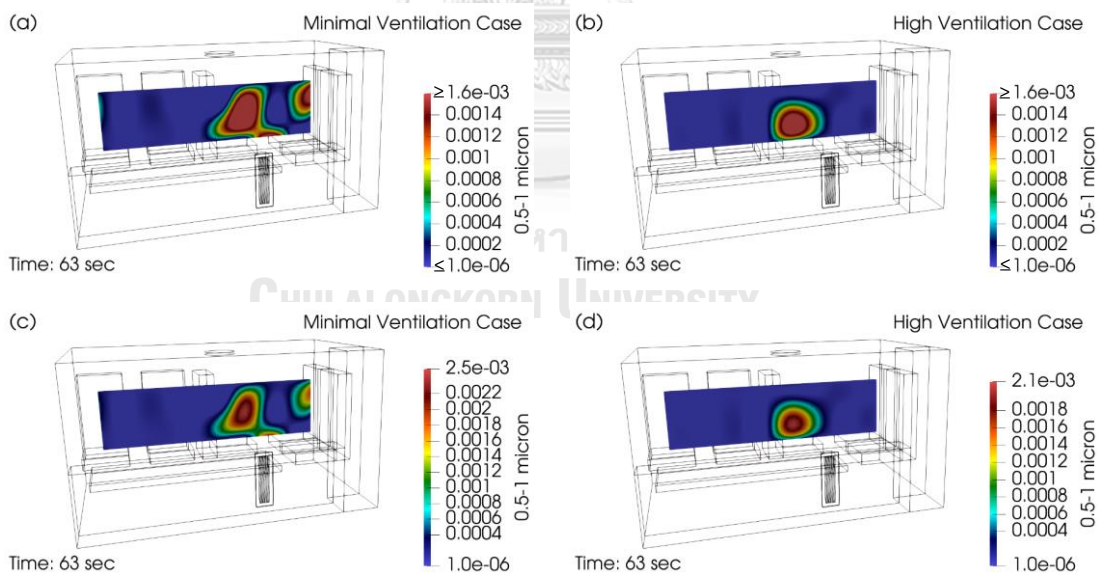 (a) Minimal Ventilation Case
≥1.6e-03
0.0014
0.0012
0.001
0.0008
0.0006
0.0004
0.0002
≤1.0e-06
0.5-1 micron
Time: 63 sec
(b) High Ventilation Case
≥1.6e-03
0.0014
0.0012
0.001
0.0008
0.0006
0.0004
0.0002
≤1.0e-06
0.5-1 micron
Time: 63 sec
CHULALONGKORN UNIVERSITY
(c) Minimal Ventilation Case
2.5e-03
0.0022
0.002
0.0018
0.0016
0.0014
0.0012
0.001
0.0008
0.0006
0.0004
1.0e-06
0.5-1 micron
Time: 63 sec
(d) High Ventilation Case
2.1e-03
0.0018
0.0016
0.0014
0.0012
0.001
0.0008
0.0006
0.0004
1.0e-06
0.5-1 micron
Time: 63 sec